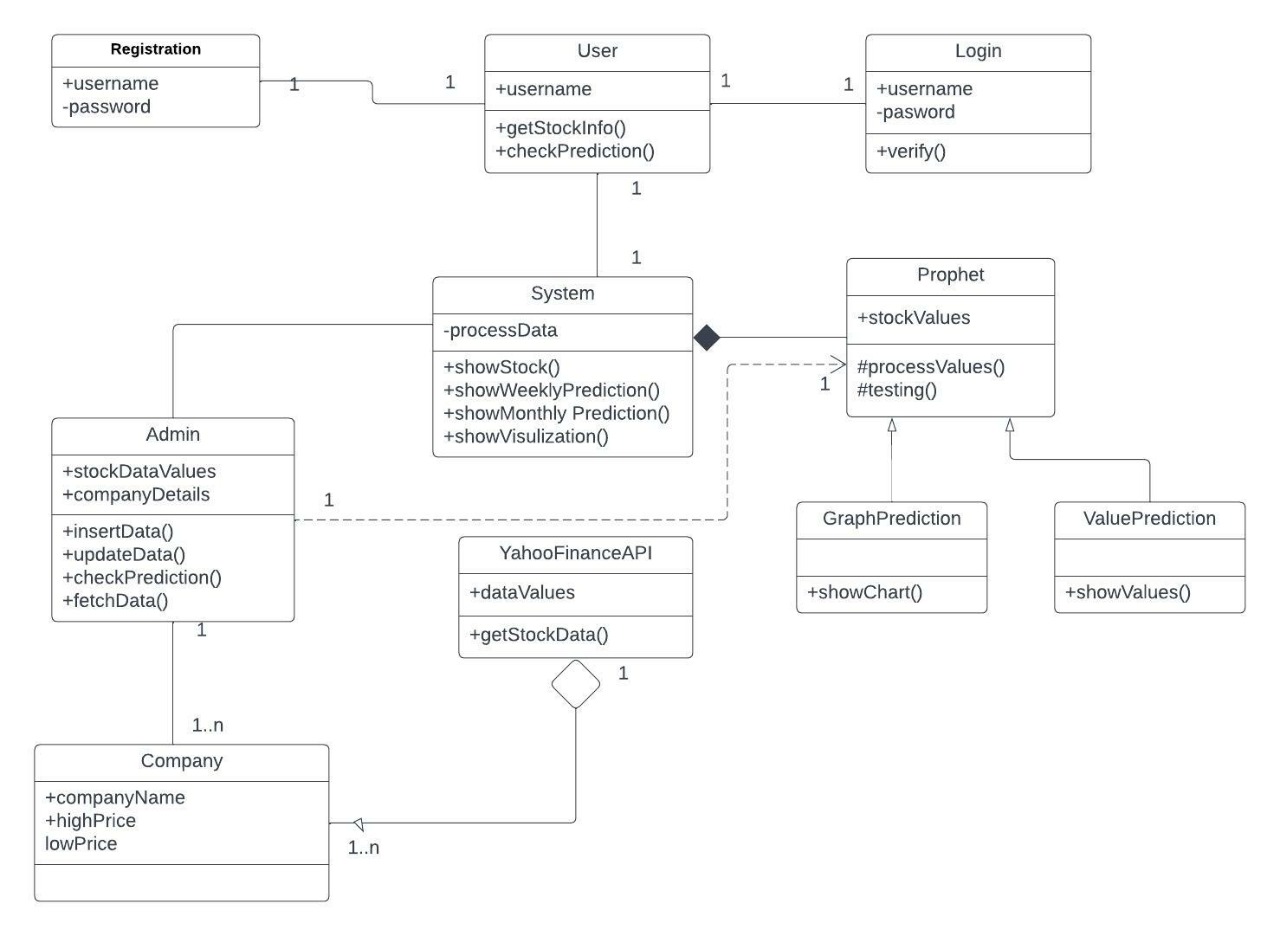 Registration
+username
-password
1
1
User
+username
+getStockInfo()
+checkPrediction()
1
1
Login
+username
-pasword
+verify()
1
1
System
-processData
+showStock()
+showWeeklyPrediction()
+showMonthly Prediction()
+showVisulization()
Prophet
+stockValues
#processValues()
#testing()
1
Admin
+stockDataValues
+companyDetails
+insertData()
+updateData()
+checkPrediction()
+fetchData()
1
1
YahooFinanceAPI
+dataValues
+getStockData()
1
GraphPrediction
+showChart()
ValuePrediction
+showValues()
1..n
Company
+companyName
+highPrice
lowPrice
1..n